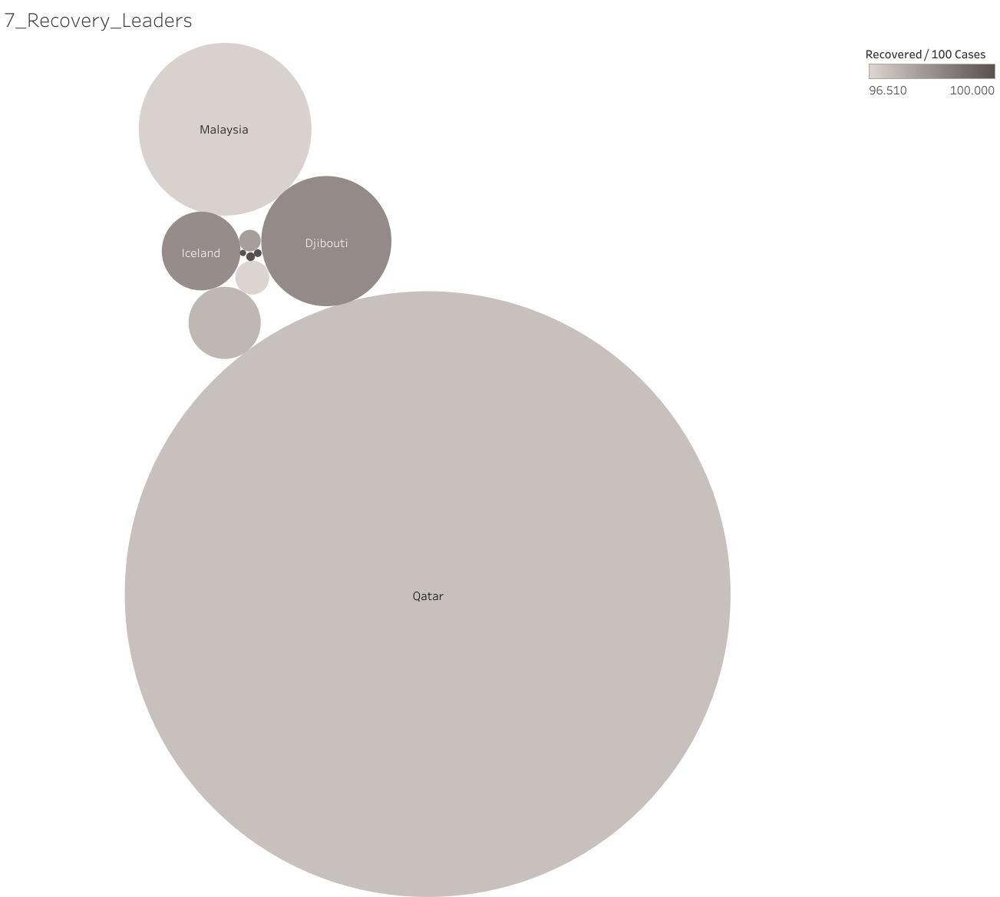 7_Recovery_Leaders
Recovered / 100 Cases
96.510 100.000
Malaysia
Djibouti
Iceland
Qatar